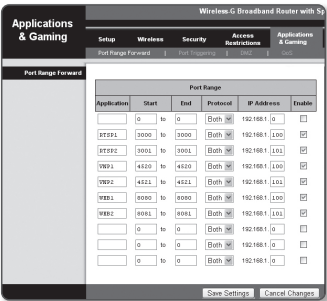 Wireless-G Broadband Router with Sp
Applications & Gaming
Setup Wireless Security Access Restrictions Applications & Gaming
Port Range Forward | Port Triggering | DMZ | QoS
Port Range Forward
Port Range
Application Start End Protocol IP Address Enable
0 to 0 Both 192.168.1. 0
RTSP1 3000 to 3000 Both 192.168.1. 100
RTSP2 3001 to 3001 Both 192.168.1. 101
VNP1 4520 to 4520 Both 192.168.1. 100
VNP2 4521 to 4521 Both 192.168.1. 101
WEB1 8080 to 8080 Both 192.168.1. 100
WEB2 8081 to 8081 Both 192.168.1. 101
0 to 0 Both 192.168.1. 0
0 to 0 Both 192.168.1. 0
0 to 0 Both 192.168.1. 0
Save Settings Cancel Changes